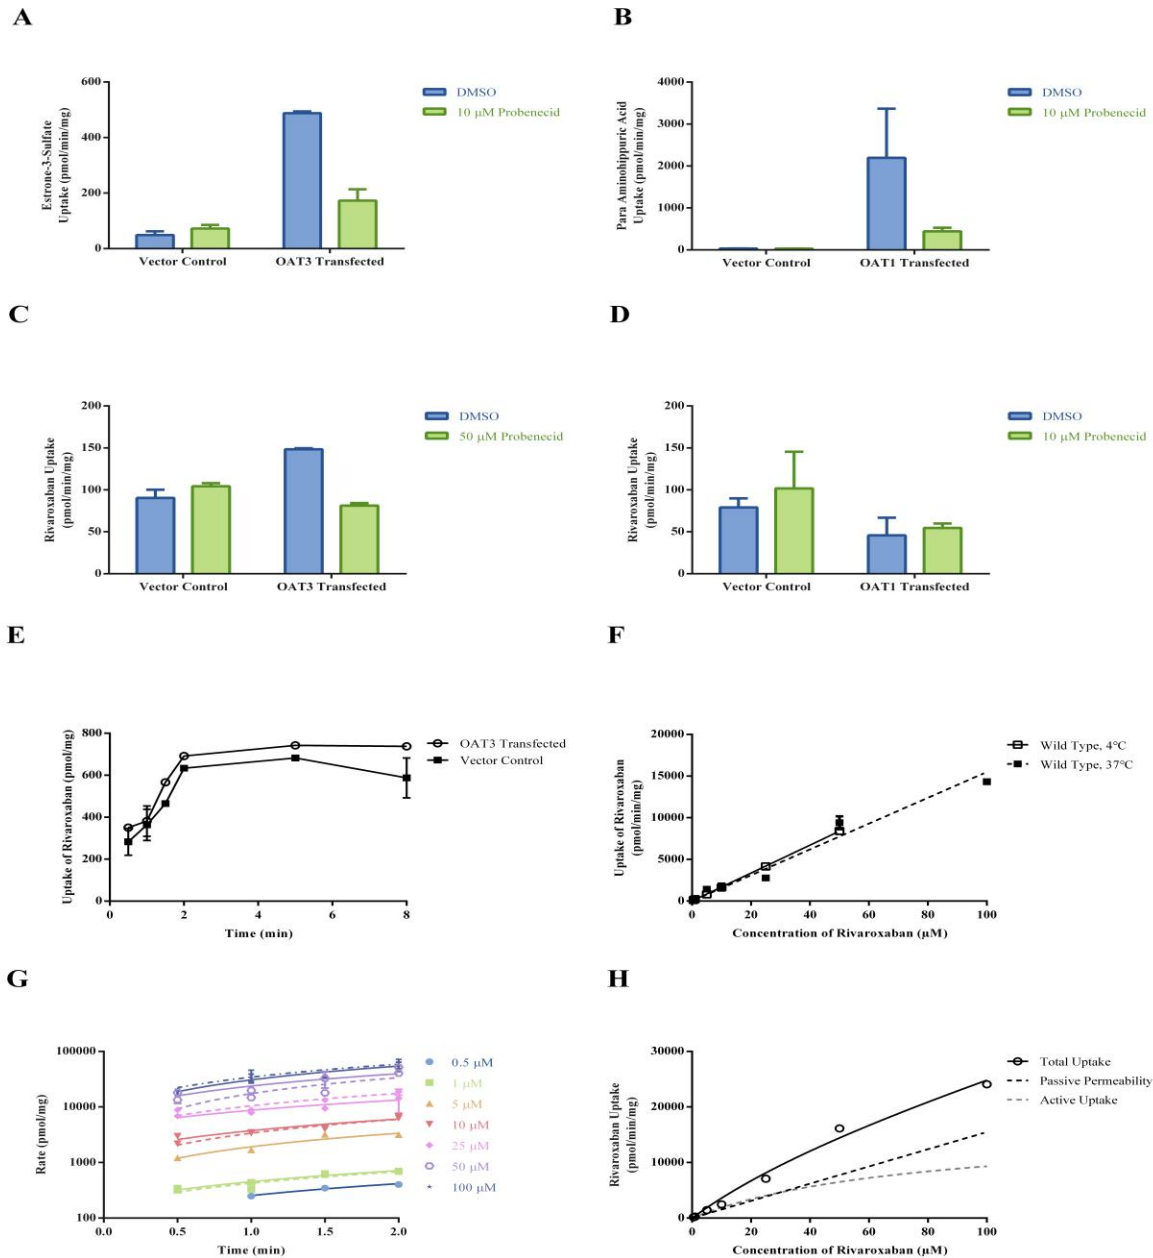 A
B
600
400
200
0
Estrone-3-Sulfate
Uptake (pmol/min/mg)
Vector Control
OAT3 Transfected
DMSO
10 µM Probenecid
4000
3000
2000
1000
0
Para Aminohippuric Acid
Uptake (pmol/min/mg)
Vector Control
OAT1 Transfected
DMSO
10 µM Probenecid
C
D
200
150
100
50
0
Rivaroxaban Uptake
(pmol/min/mg)
Vector Control
OAT3 Transfected
DMSO
50 µM Probenecid
200
150
100
50
0
Rivaroxaban Uptake
(pmol/min/mg)
Vector Control
OAT1 Transfected
DMSO
10 µM Probenecid
E
F
800
600
400
200
0
Uptake of Rivaroxaban (pmol/mg)
0 2 4 6 8
Time (min)
OAT3 Transfected
Vector Control
20000
15000
10000
5000
0
Uptake of Rivaroxaban
(pmol/min/mg)
0 20 40 60 80 100
Concentration of Rivaroxaban (µM)
Wild Type, 4°C
Wild Type, 37°C
G
H
100000
10000
1000
100
Rate (pmol/mg)
0.0 0.5 1.0 1.5 2.0
Time (min)
0.5 µM
1 µM
5 µM
10 µM
25 µM
50 µM
100 µM
30000
20000
10000
0
Rivaroxaban Uptake
(pmol/min/mg)
0 20 40 60 80 100
Concentration of Rivaroxaban (µM)
Total Uptake
Passive Permeability
Active Uptake